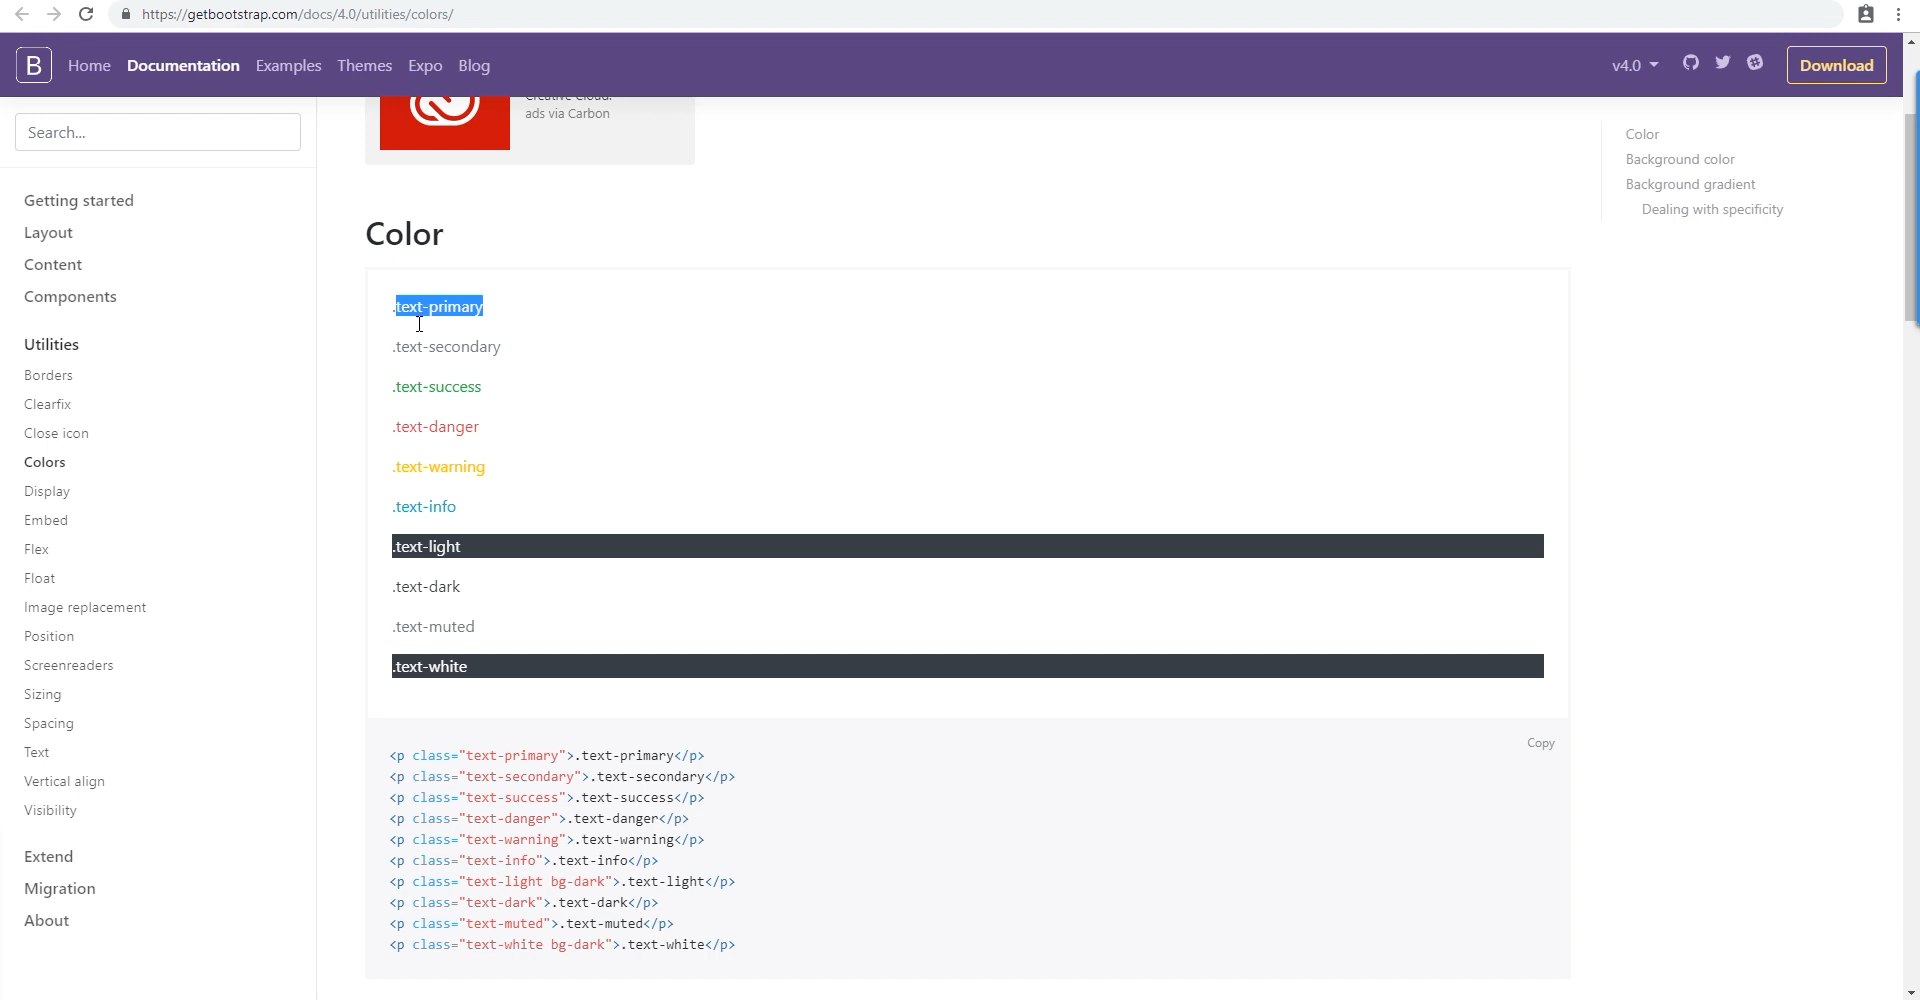 https://getbootstrap.com/docs/4.0/utilities/colors/
B Home Documentation Examples Themes Expo Blog v4.0 Download
Creative Cloud.
ads via Carbon
Search...
Getting started
Layout
Content
Components
Utilities
Borders
Clearfix
Close icon
Colors
Display
Embed
Flex
Float
Image replacement
Position
Screenreaders
Sizing
Spacing
Text
Vertical align
Visibility
Extend
Migration
About
Color
.text-primary
.text-secondary
.text-success
.text-danger
.text-warning
.text-info
.text-light
.text-dark
.text-muted
.text-white
Copy
<p class="text-primary">.text-primary</p>
<p class="text-secondary">.text-secondary</p>
<p class="text-success">.text-success</p>
<p class="text-danger">.text-danger</p>
<p class="text-warning">.text-warning</p>
<p class="text-info">.text-info</p>
<p class="text-light bg-dark">.text-light</p>
<p class="text-dark">.text-dark</p>
<p class="text-muted">.text-muted</p>
<p class="text-white bg-dark">.text-white</p>
Color
Background color
Background gradient
Dealing with specificity